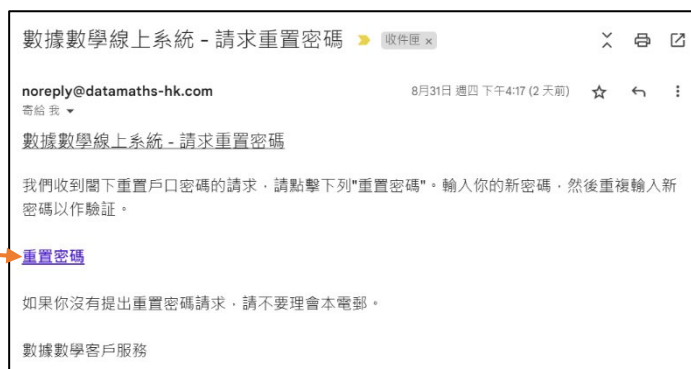 數據數學線上系統 - 請求重置密碼 收件匣 ×
noreply@datamaths-hk.com 8月31日 週四 下午4:17 (2 天前)
寄給 我
數據數學線上系統 - 請求重置密碼
我們收到閣下重置戶口密碼的請求，請點擊下列"重置密碼"。輸入你的新密碼，然後重複輸入新
密碼以作驗証。
重置密碼
如果你沒有提出重置密碼請求，請不要理會本電郵。
數據數學客戶服務